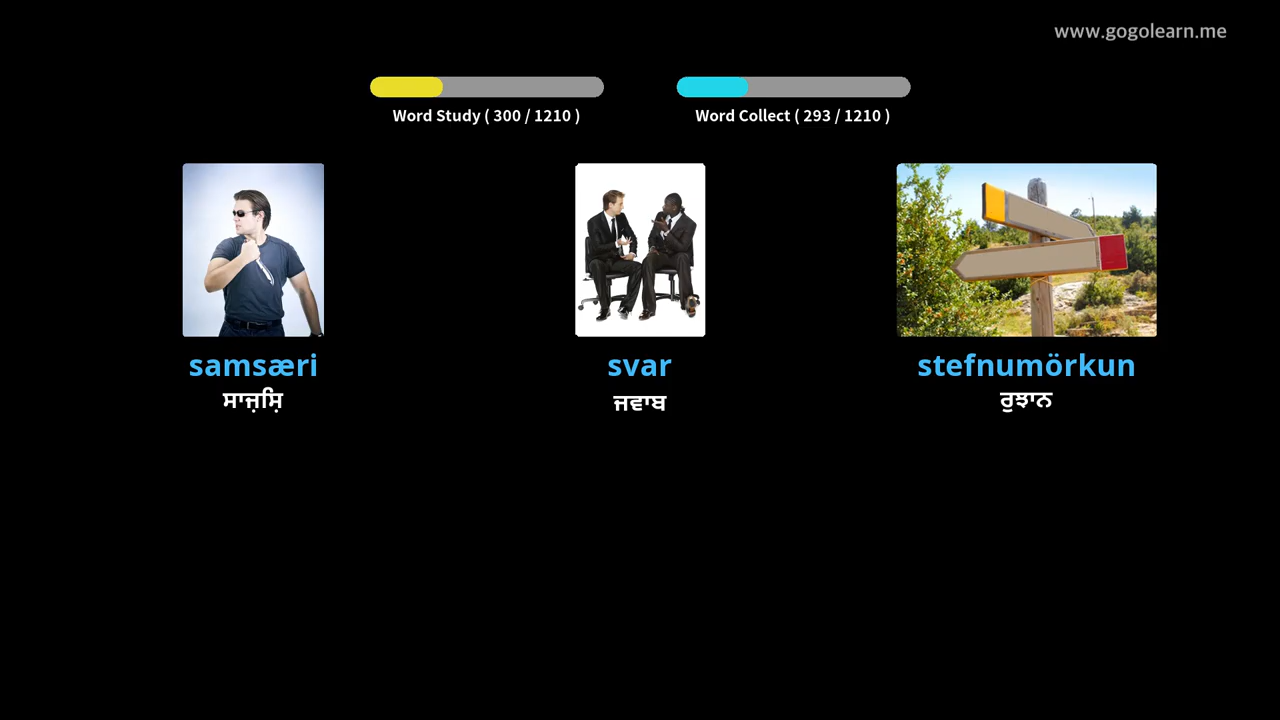 www.gogolearn.me
Word Study ( 300 / 1210 )
Word Collect ( 293 / 1210 )
samsæri
svar
stefnumörkun
ਸਾਜ਼ਸ਼ਿ
ਜਵਾਬ
ਰੁਝਾਨ